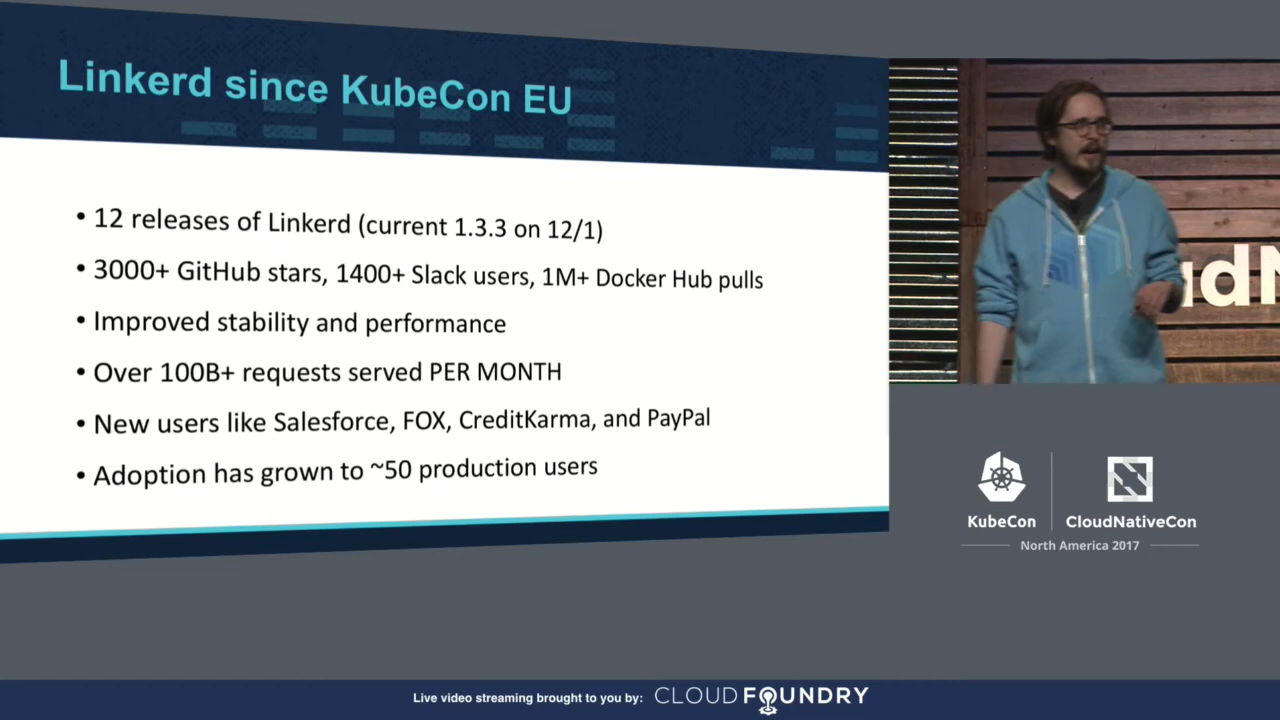 Linkerd since KubeCon EU
• 12 releases of Linkerd (current 1.3.3 on 12/1)
• 3000+ GitHub stars, 1400+ Slack users, 1M+ Docker Hub pulls
• Improved stability and performance
• Over 100B+ requests served PER MONTH
• New users like Salesforce, FOX, CreditKarma, and PayPal
• Adoption has grown to ~50 production users
udN
KubeCon
CloudNativeCon
North America 2017
Live video streaming brought to you by: CLOUD FOUNDRY